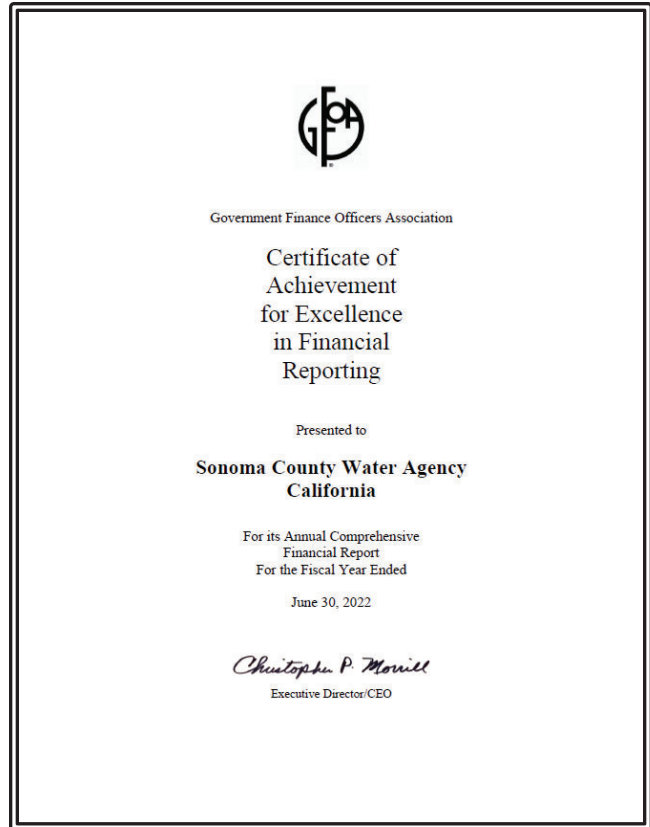 GFOA
Government Finance Officers Association
Certificate of
Achievement
for Excellence
in Financial
Reporting
Presented to
Sonoma County Water Agency
California
For its Annual Comprehensive
Financial Report
For the Fiscal Year Ended
June 30, 2022
Christopher P. Morrill
Executive Director/CEO